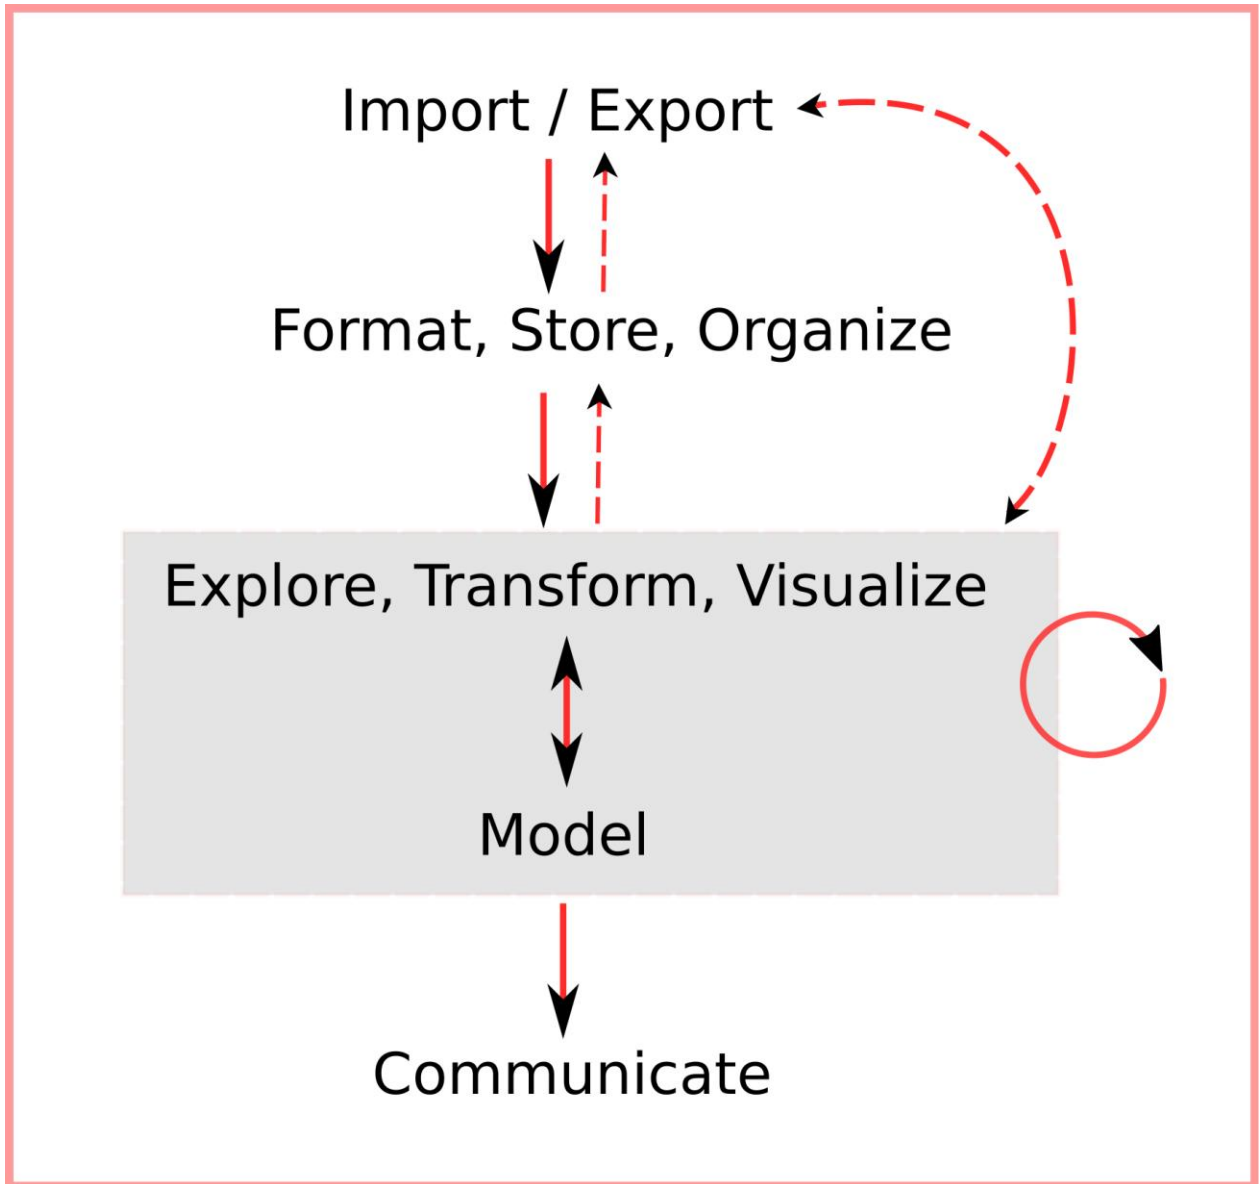 Import / Export
Format, Store, Organize
Explore, Transform, Visualize
Model
Communicate